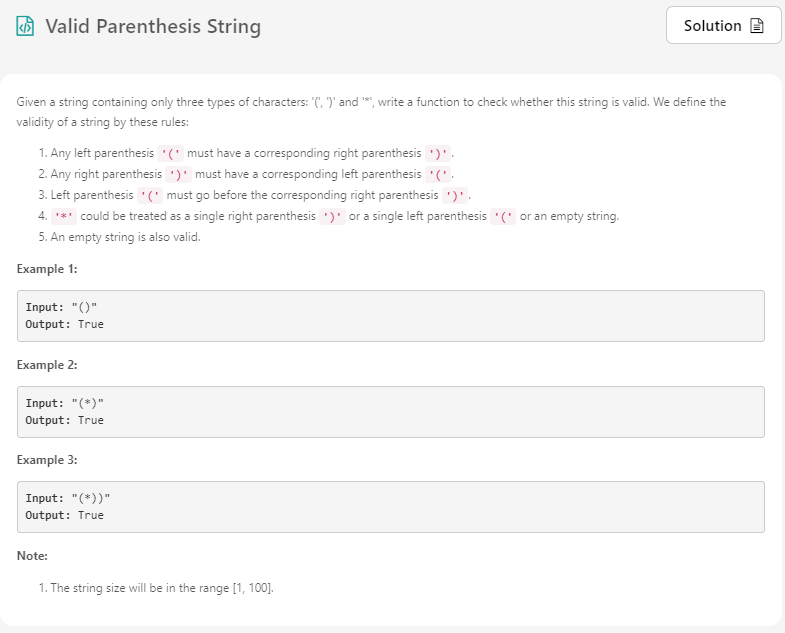 Valid Parenthesis String
Solution
Given a string containing only three types of characters: '(', ')' and '*', write a function to check whether this string is valid. We define the
validity of a string by these rules:
1. Any left parenthesis '(' must have a corresponding right parenthesis ')'.
2. Any right parenthesis ')' must have a corresponding left parenthesis '('.
3. Left parenthesis '(' must go before the corresponding right parenthesis ')'.
4. '*' could be treated as a single right parenthesis ')' or a single left parenthesis '(' or an empty string.
5. An empty string is also valid.
Example 1:
Input: "()"
Output: True
Example 2:
Input: "(*)"
Output: True
Example 3:
Input: "(*))"
Output: True
Note:
1. The string size will be in the range [1, 100].